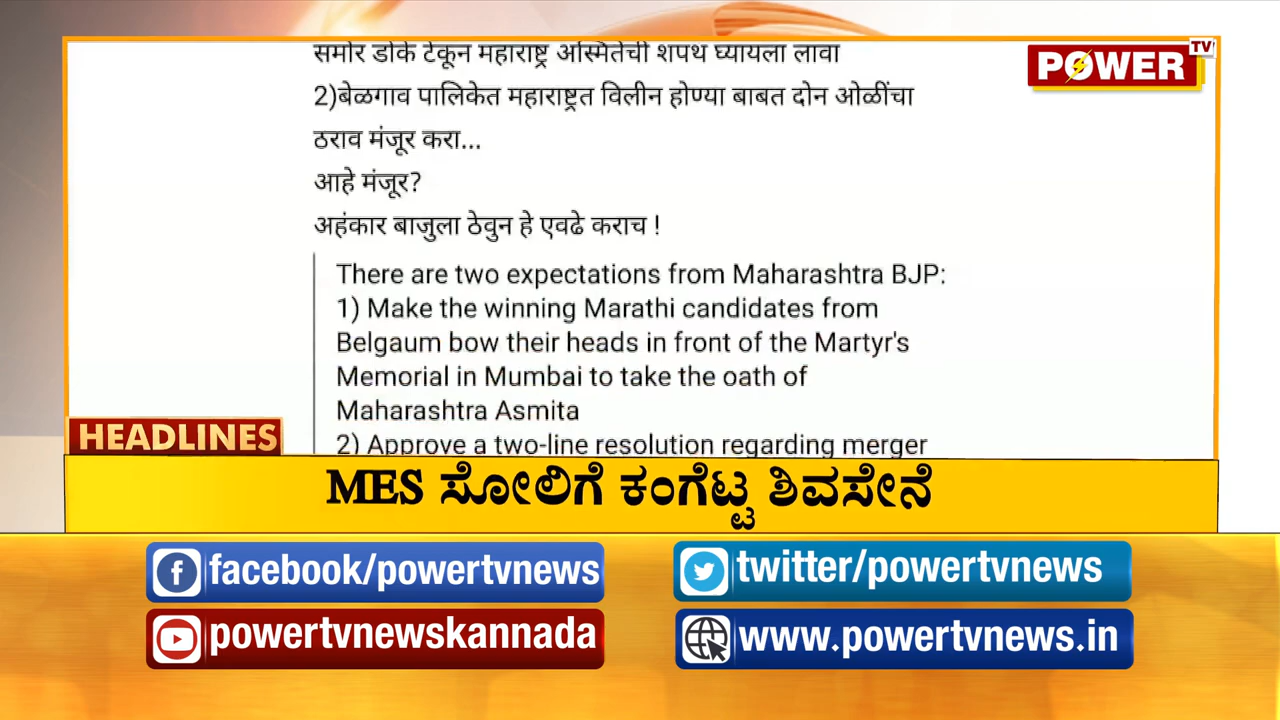 समोर डोके टेकून महाराष्ट्र अस्मितेची शपथ घ्यायला लावा
2)बेळगाव पालिकेत महाराष्ट्रत विलीन होण्या बाबत दोन ओळींचा
ठराव मंजूर करा...
आहे मंजूर?
अहंकार बाजुला ठेवुन हे एवढे कराच !
There are two expectations from Maharashtra BJP:
1) Make the winning Marathi candidates from
Belgaum bow their heads in front of the Martyr's
Memorial in Mumbai to take the oath of
Maharashtra Asmita
2) Approve a two-line resolution regarding merger
POWER TV
HEADLINES
MES ಸೋಲಿಗೆ ಕಂಗೆಟ್ಟ ಶಿವಸೇನೆ
facebook/powertvnews
twitter/powertvnews
powertvnewskannada
www.powertvnews.in